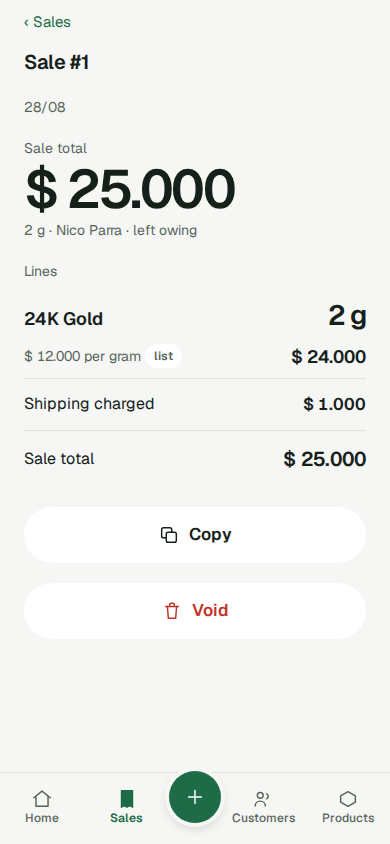 ‹ Sales
Sale #1
28/08
Sale total
$ 25.000
2 g · Nico Parra · left owing
Lines
24K Gold 2 g
$ 12.000 per gram list $ 24.000
Shipping charged $ 1.000
Sale total $ 25.000
Copy
Void
Home Sales + Customers Products